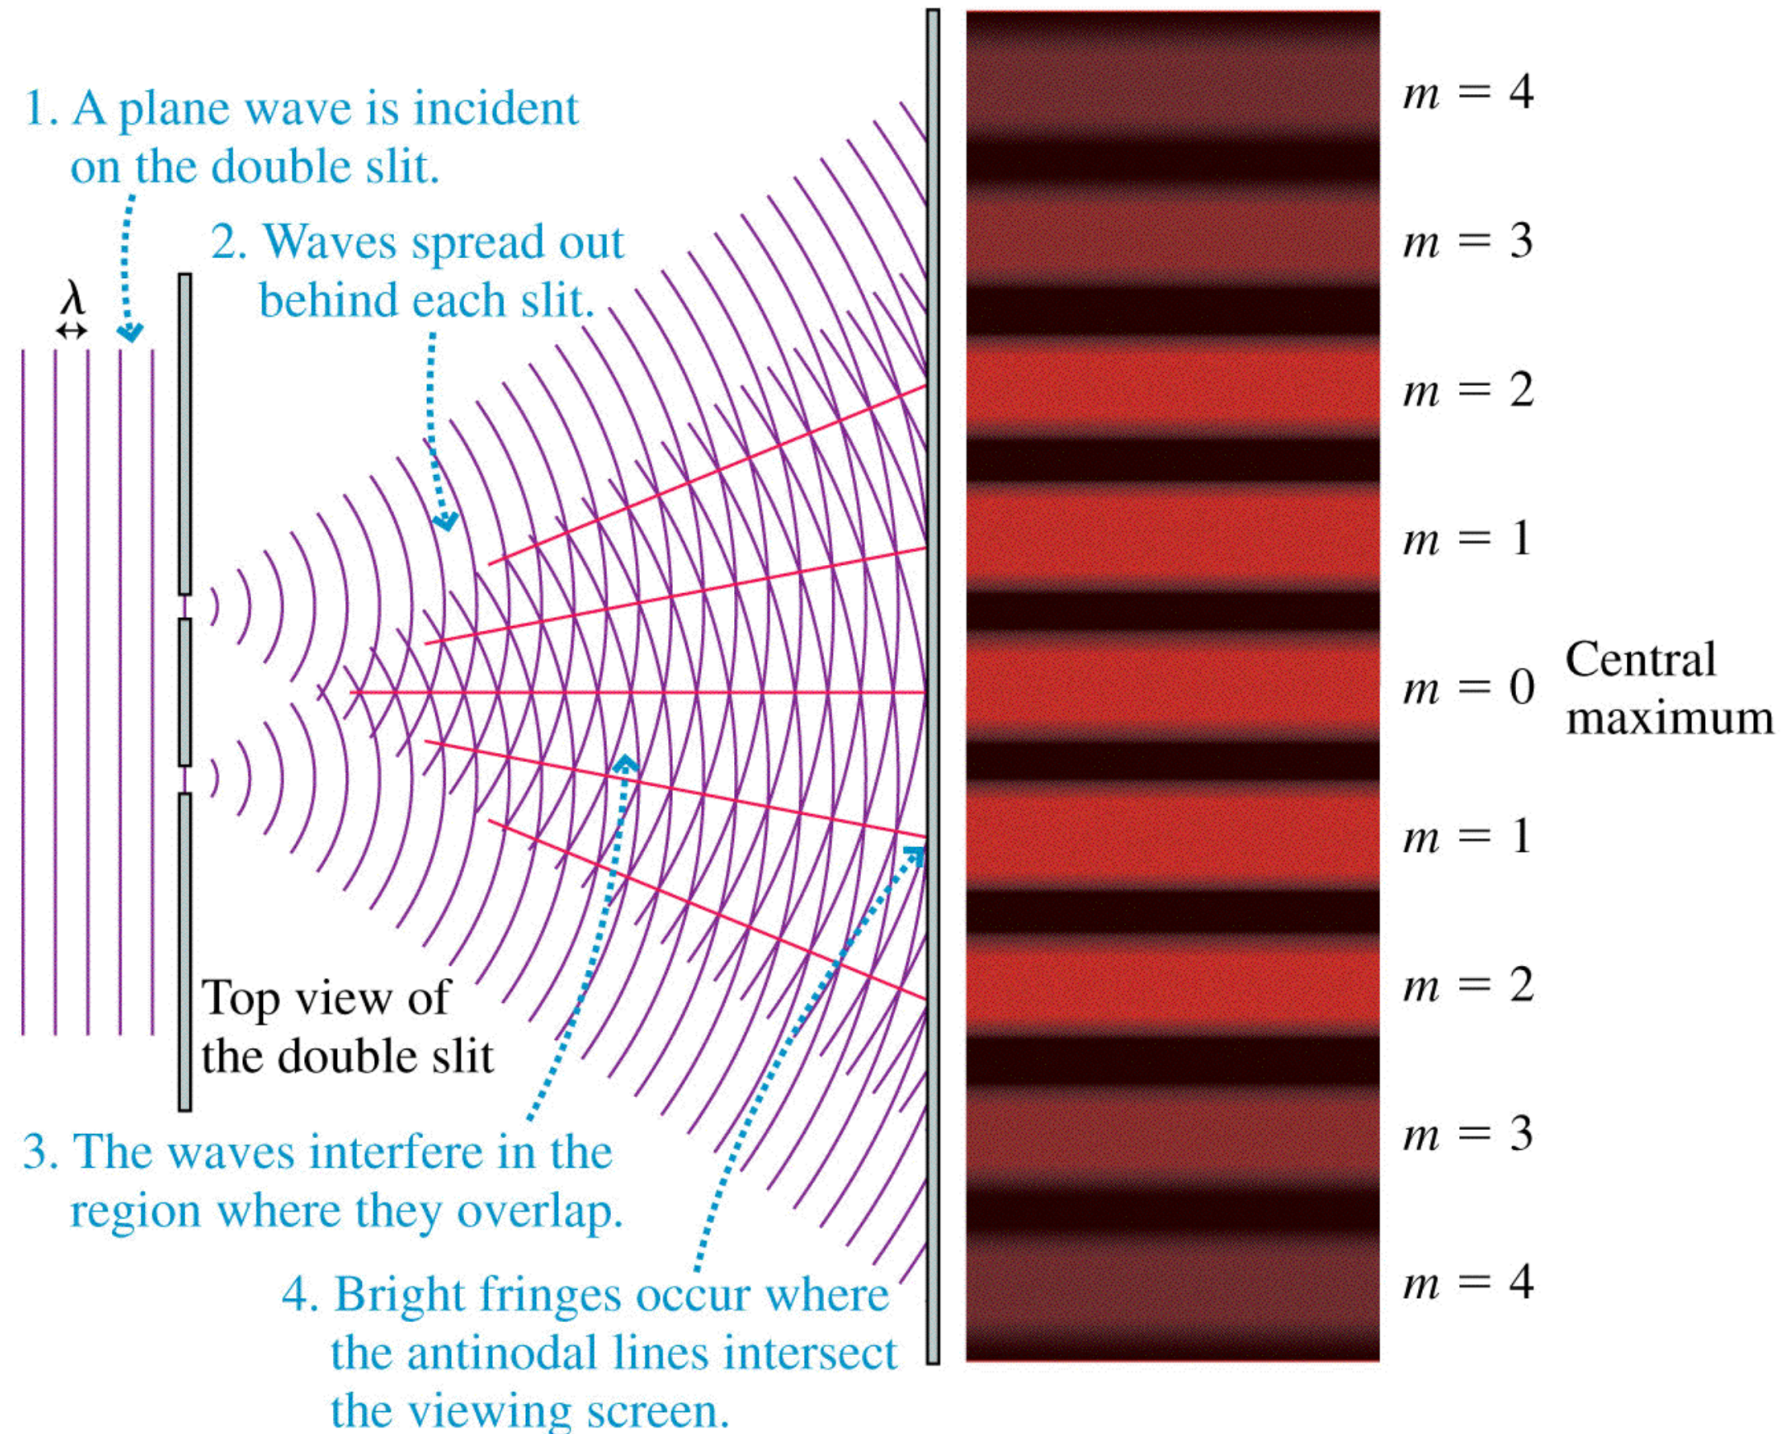 1. A plane wave is incident
on the double slit.
2. Waves spread out
behind each slit.
λ
Top view of
the double slit
3. The waves interfere in the
region where they overlap.
4. Bright fringes occur where
the antinodal lines intersect
the viewing screen.
m = 4
m = 3
m = 2
m = 1
m = 0
Central
maximum
m = 1
m = 2
m = 3
m = 4